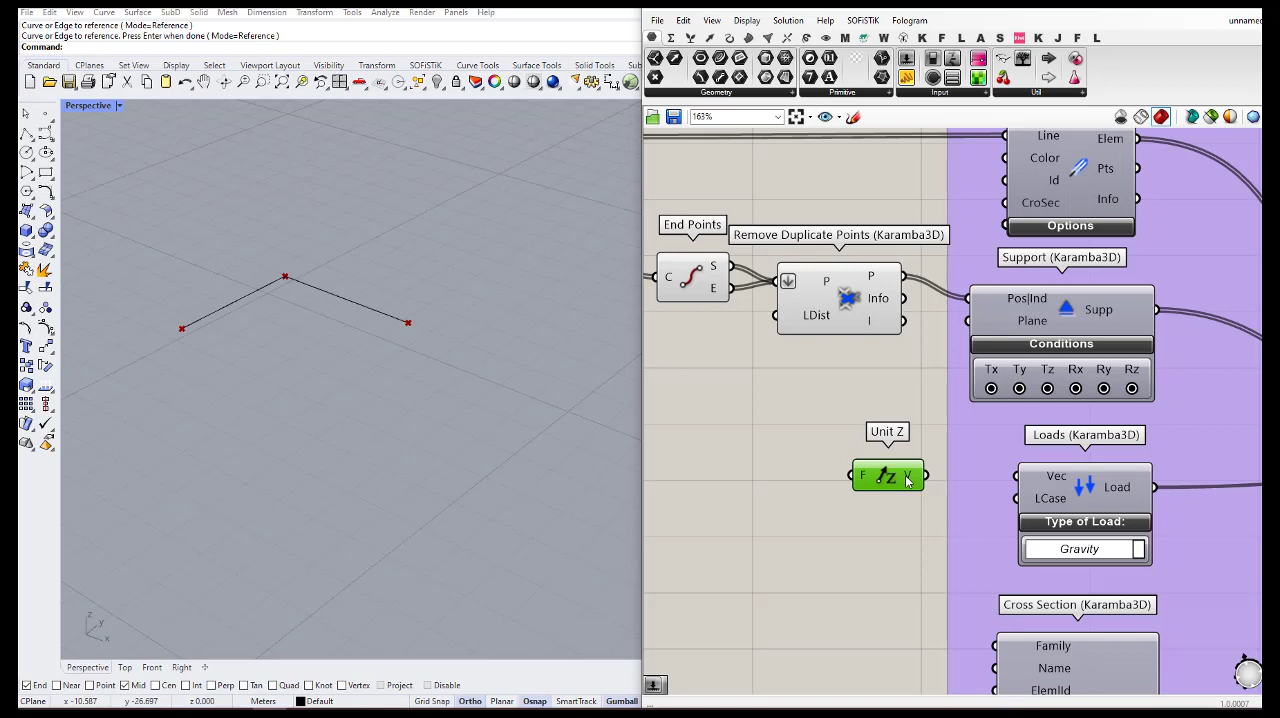 File Edit View Curve Surface SubD Solid Mesh Dimension Transform Tools Analyze Render Panels Help
Curve or Edge to reference ( Mode=Reference )
Curve or Edge to reference. Press Enter when done ( Mode=Reference )
Command:
Standard CPlanes Set View Display Select Viewport Layout Visibility Transform SOFiSTiK Curve Tools Surface Tools Solid Tools
Perspective
z
y
x
Perspective Top Front Right
End Near Point Mid Cen Int Perp Tan Quad Knot Vertex Project Disable
CPlane x -10.587 y -26.697 z 0.000 Meters Default Grid Snap Ortho Planar Osnap SmartTrack Gumball
File Edit View Display Solution Help SOFiSTiK Fologram unnamed
M W K F L A S K J F L
Geometry Primitive Input Util
163%
Line Elem
Color
Pts
Id
Info
CroSec
Options
End Points
C S
E
Remove Duplicate Points (Karamba3D)
P P
Info
LDist I
Support (Karamba3D)
Pos|Ind Supp
Plane
Conditions
Tx Ty Tz Rx Ry Rz
Unit Z
F Z V
Loads (Karamba3D)
Vec Load
LCase
Type of Load:
Gravity
Cross Section (Karamba3D)
Family
Name
ElemId
1.0.0007